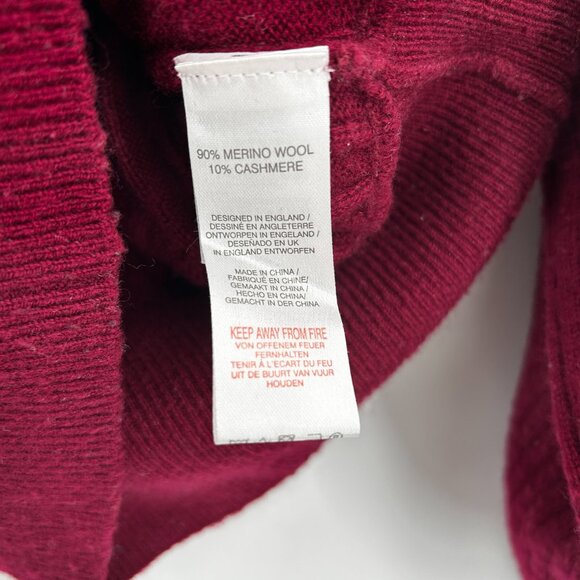 90% MERINO WOOL
10% CASHMERE
DESIGNED IN ENGLAND /
DESSINÉ EN ANGLETERRE
ONTWORPEN IN ENGELAND /
DESEÑADO EN UK
IN ENGLAND ENTWORFEN
MADE IN CHINA /
FABRIQUÉ EN CHINE/
GEMAAKT IN CHINA /
HECHO EN CHINA/
GEMACHT IN DER CHINA
KEEP AWAY FROM FIRE
VON OFFENEM FEUER
FERNHALTEN
TENIR À L'ECART DU FEU
UIT DE BUURT VAN VUUR
HOUDEN